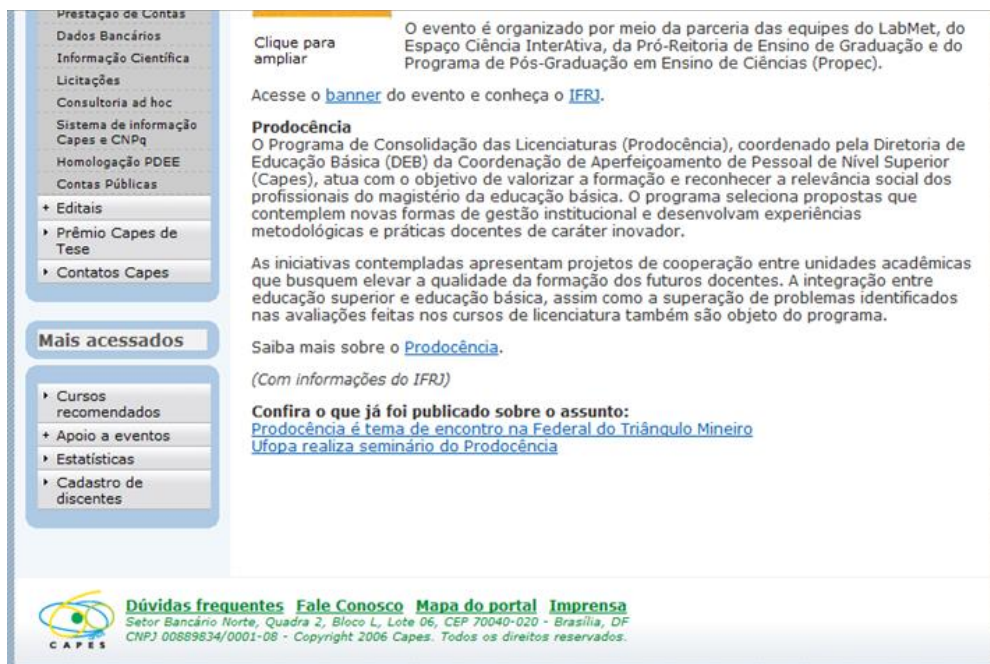 Prestação de Contas
Dados Bancários
Informação Científica
Licitações
Consultoria ad hoc
Sistema de informação
Capes e CNPq
Homologação PDEE
Contas Públicas
+ Editais
Prêmio Capes de
Tese
Contatos Capes
Mais acessados
Cursos
recomendados
+ Apoio a eventos
Estatísticas
Cadastro de
discentes
Clique para
ampliar
O evento é organizado por meio da parceria das equipes do LabMet, do
Espaço Ciência InterAtiva, da Pró-Reitoria de Ensino de Graduação e do
Programa de Pós-Graduação em Ensino de Ciências (Propec).
Acesse o banner do evento e conheça o IFRJ.
Prodocência
O Programa de Consolidação das Licenciaturas (Prodocência), coordenado pela Diretoria de
Educação Básica (DEB) da Coordenação de Aperfeiçoamento de Pessoal de Nível Superior
(Capes), atua com o objetivo de valorizar a formação e reconhecer a relevância social dos
profissionais do magistério da educação básica. O programa seleciona propostas que
contemplem novas formas de gestão institucional e desenvolvam experiências
metodológicas e práticas docentes de caráter inovador.
As iniciativas contempladas apresentam projetos de cooperação entre unidades acadêmicas
que busquem elevar a qualidade da formação dos futuros docentes. A integração entre
educação superior e educação básica, assim como a superação de problemas identificados
nas avaliações feitas nos cursos de licenciatura também são objeto do programa.
Saiba mais sobre o Prodocência.
(Com informações do IFRJ)
Confira o que já foi publicado sobre o assunto:
Prodocência é tema de encontro na Federal do Triângulo Mineiro
Ufopa realiza seminário do Prodocência
CAPES
Dúvidas frequentes Fale Conosco Mapa do portal Imprensa
Setor Bancário Norte, Quadra 2, Bloco L, Lote 06, CEP 70040-020 - Brasília, DF
CNPJ 00889834/0001-08 - Copyright 2006 Capes. Todos os direitos reservados.